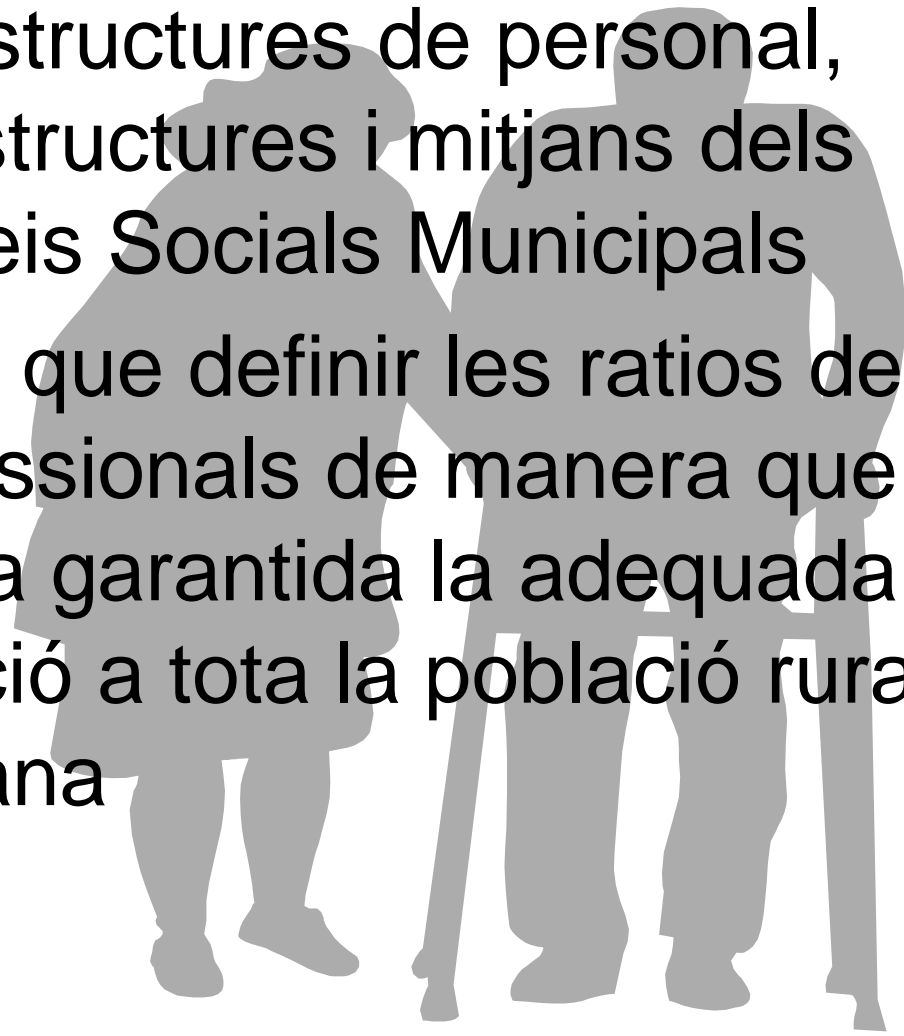 structures de personal,
structures i mitjans dels
eis Socials Municipals
que definir les ratios de
ssionals de manera que
a garantida la adequada
ció a tota la població rura
ana